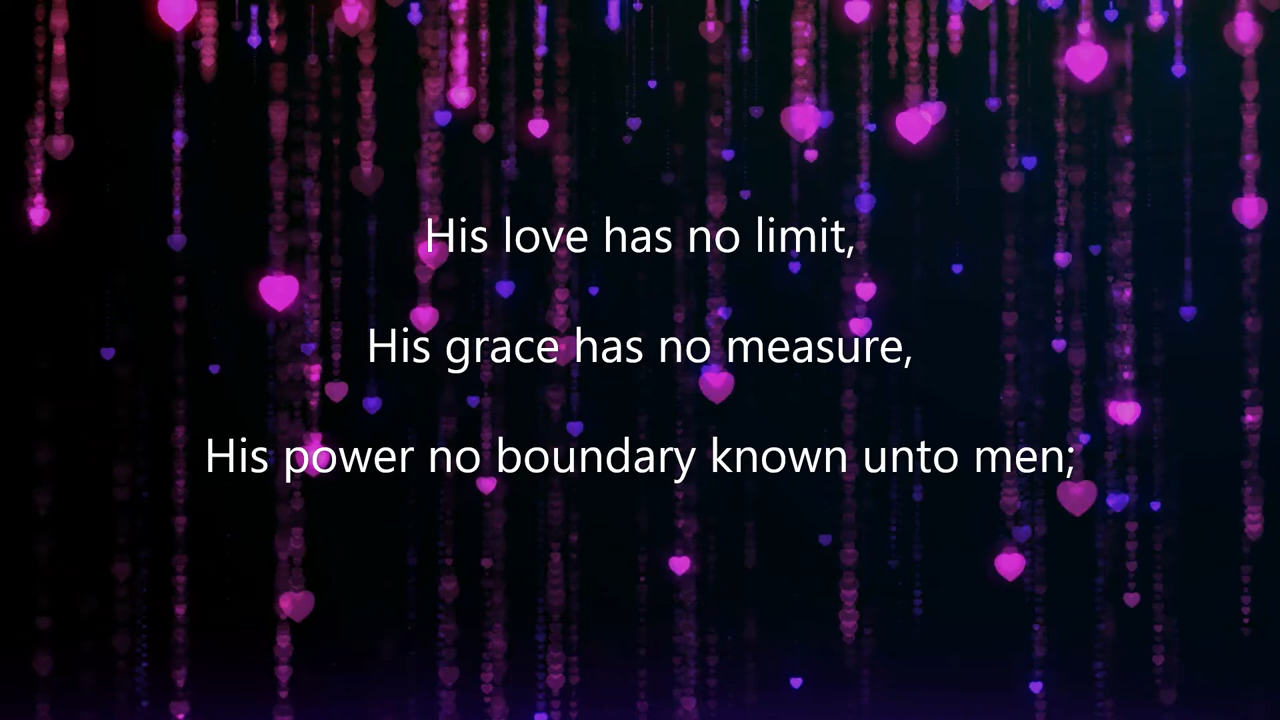 His love has no limit,
His grace has no measure,
His power no boundary known unto men;